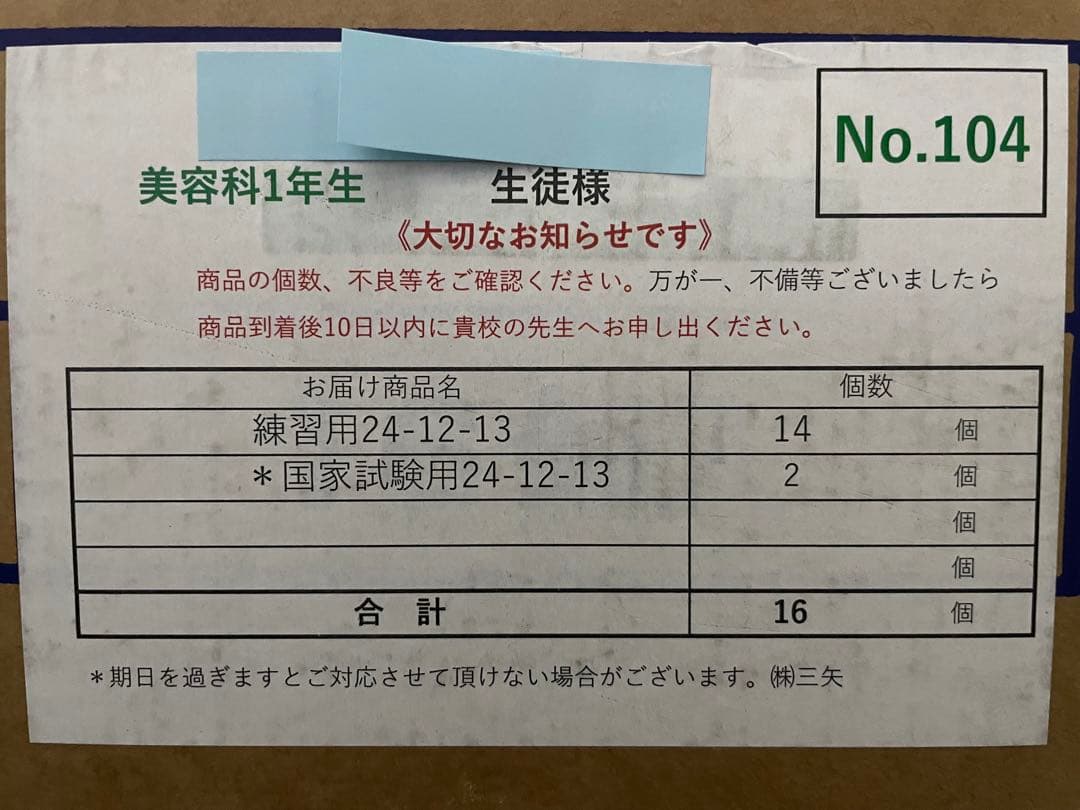 No.104
美容科1年生 生徒様
《大切なお知らせです》
商品の個数、不良等をご確認ください。万が一、不備等ございましたら
商品到着後10日以内に貴校の先生へお申し出ください。
お届け商品名 個数
練習用24-12-13 14 個
＊国家試験用24-12-13 2 個
個
個
合 計 16 個
＊期日を過ぎますとご対応させて頂けない場合がございます。㈱三矢